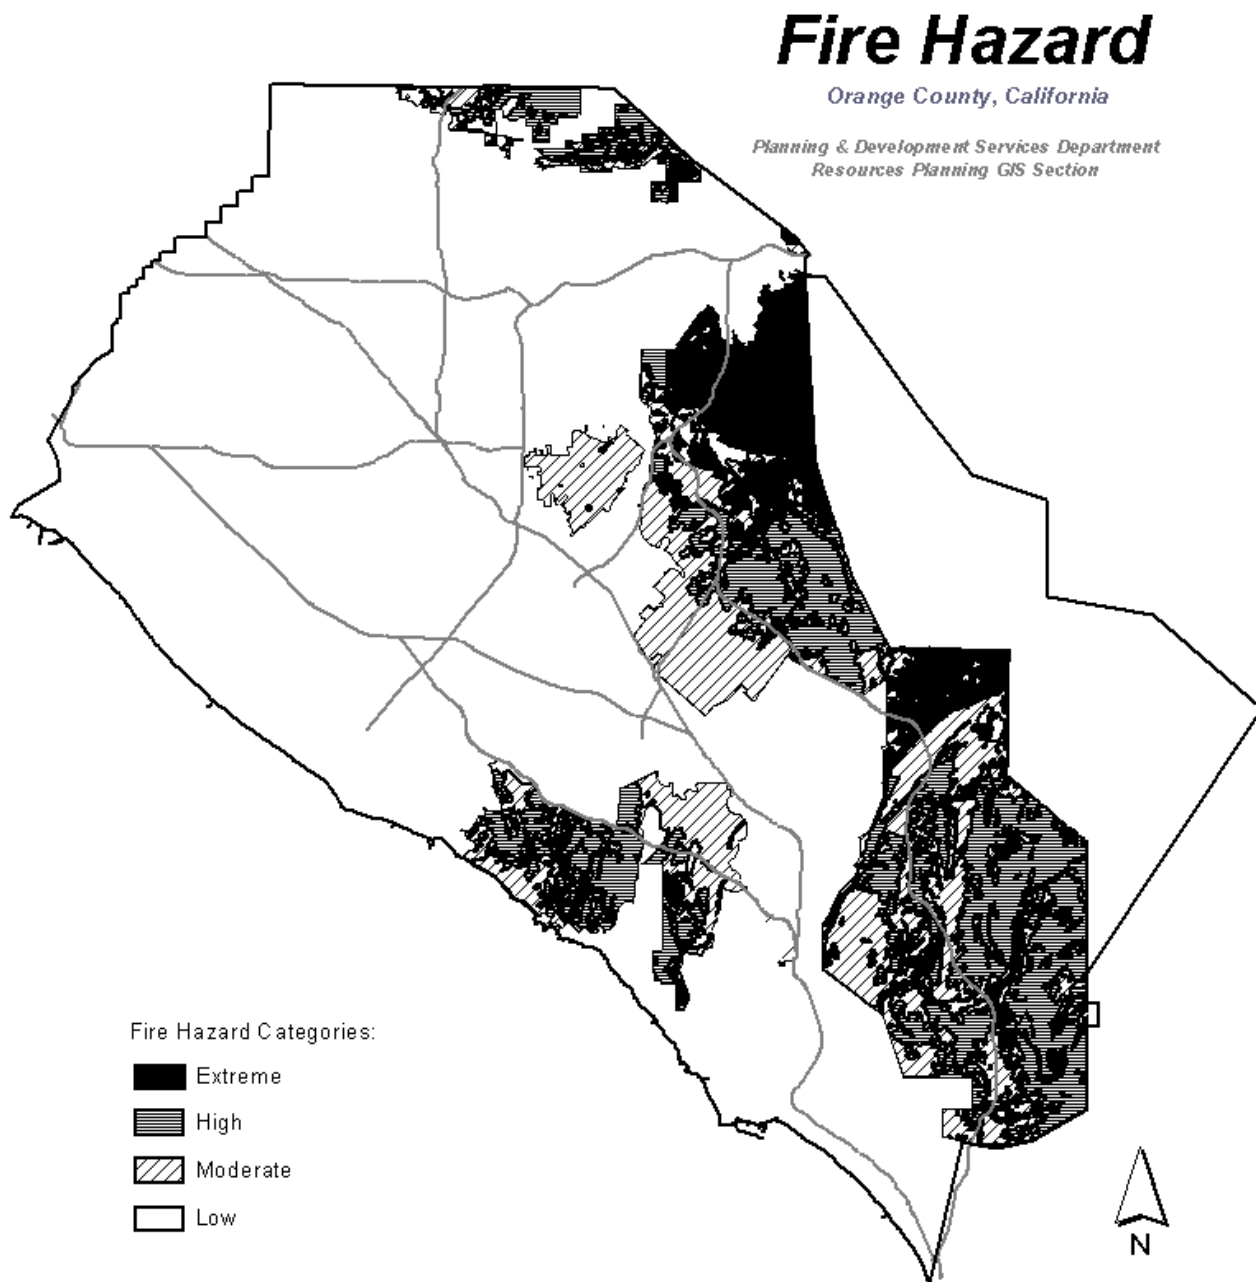 Fire Hazard
Orange County, California
Planning & Development Services Department
Resources Planning GIS Section
Fire Hazard Categories:
Extreme
High
Moderate
Low
N